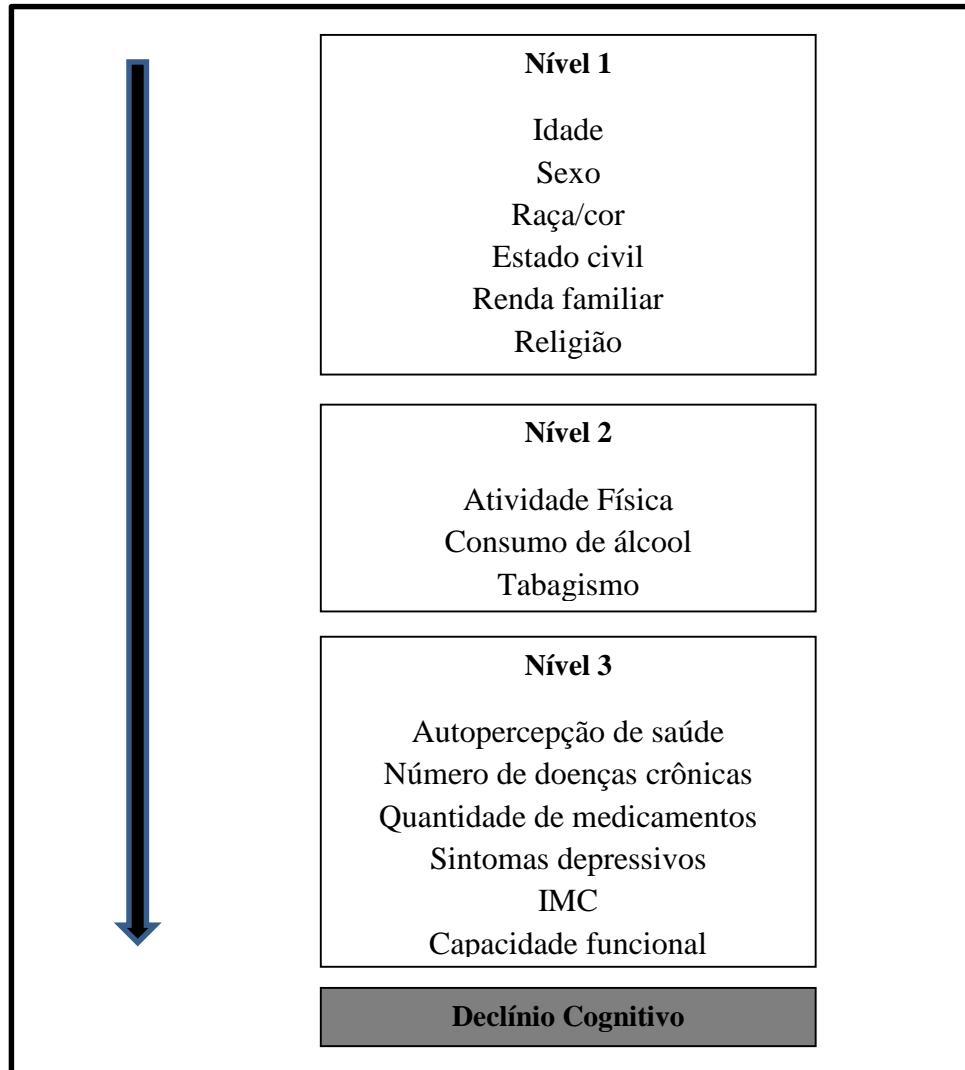 Nível 1
Idade
Sexo
Raça/cor
Estado civil
Renda familiar
Religião
Nível 2
Atividade Física
Consumo de álcool
Tabagismo
Nível 3
Autopercepção de saúde
Número de doenças crônicas
Quantidade de medicamentos
Sintomas depressivos
IMC
Capacidade funcional
Declínio Cognitivo